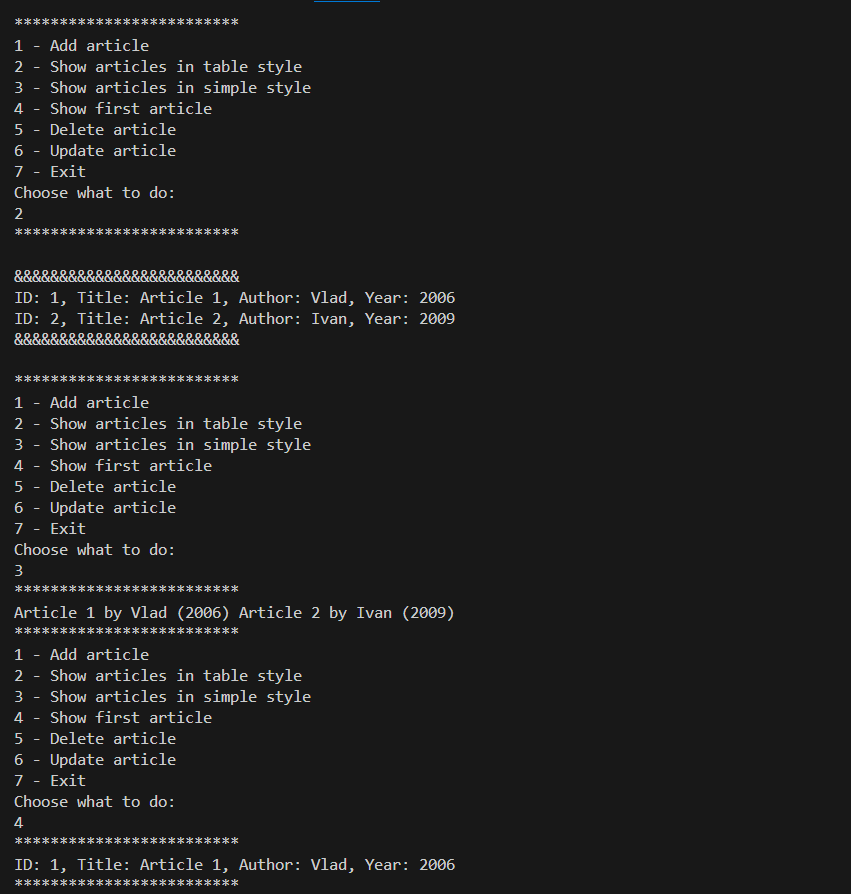 *************************
1 - Add article
2 - Show articles in table style
3 - Show articles in simple style
4 - Show first article
5 - Delete article
6 - Update article
7 - Exit
Choose what to do:
2
*************************
&&&&&&&&&&&&&&&&&&&&&&&&&
ID: 1, Title: Article 1, Author: Vlad, Year: 2006
ID: 2, Title: Article 2, Author: Ivan, Year: 2009
&&&&&&&&&&&&&&&&&&&&&&&&&
*************************
1 - Add article
2 - Show articles in table style
3 - Show articles in simple style
4 - Show first article
5 - Delete article
6 - Update article
7 - Exit
Choose what to do:
3
*************************
Article 1 by Vlad (2006) Article 2 by Ivan (2009)
*************************
1 - Add article
2 - Show articles in table style
3 - Show articles in simple style
4 - Show first article
5 - Delete article
6 - Update article
7 - Exit
Choose what to do:
4
*************************
ID: 1, Title: Article 1, Author: Vlad, Year: 2006
*************************